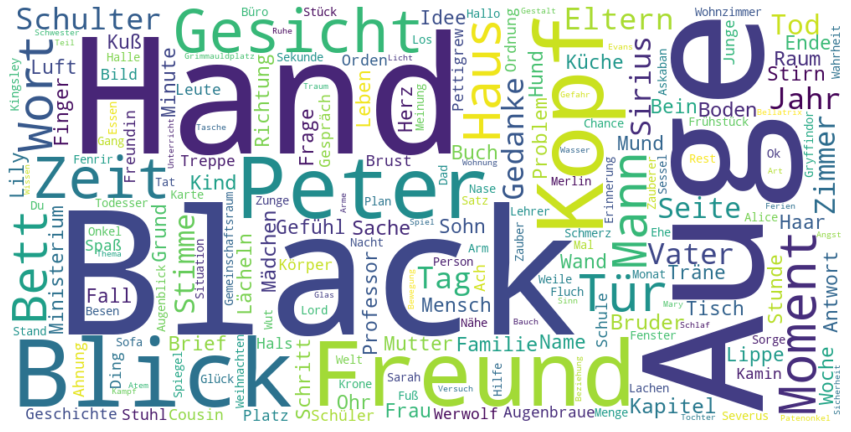 Schulter
Kuß
Büro
Stück
Hallo
Los
Idee
Gestalt
Eltern
Wohnzimmer
Tod
Schwester
Teil
Halle
Grimmauldplatz
Ruhe
Sekunde
Licht
Orden
Evans
Junge
Ende
Wahrheit
Kingsley
Luft
Bild
Gesicht
Wort
Hand
Minute
Leute
Richtung
Traum
Meinung
Leben
Pettigrew
Ordnung
Haus
Hund
Küche
Gefahr
Askaban
Raum
Stirn
Finger
Essen
Gang
Freundin
Unterricht
Tasche
Frage
Gespräch
Herz
Buch
Gedanke
Problem
Kopf
Sirius
Bein
Boden
Chance
Frühstück
Bellatrix
Gryffindor
Jahr
Lily
Fenrir
Treppe
Brust
Dad
Nase
Mund
Wasser
Wohnung
Merlin
Erinnerung
Sessel
Rest
Zauberer
Ok
Art
Ferien
Zimmer
Zeit
Wissen
Karte
Tat
Kind
Zunge
Plan
Arme
Peter
Satz
Lehrer
Mann
Seite
Ehe
Alice
Haar
Angst
Auge
Du
Todesser
Onkel
Thema
Spaß
Grund
Stimme
Situation
Gemeinschaftsraum
Gefühl
Mädchen
Sache
Spiel
Sohn
Arm
Zauber
Schmerz
Mal
Wand
Monat
Vater
Träne
Bett
Ministerium
Fall
Besen
Augenblick
Lächeln
Körper
Wut
Lord
Glas
Nacht
Person
Nähe
Bewegung
Bauch
Professor
Tag
Ach
Mensch
Weile
Fluch
Sinn
Tür
Schule
Mary
Tisch
Stunde
Moment
Antwort
Black
Stand
Sofa
Ahnung
Ding
Atem
Kampf
Spiegel
Brief
Glück
Weihnachten
Hals
Schritt
Welt
Mutter
Familie
Name
Bruder
Fenster
Schlaf
Lippe
Sorge
Kamin
Woche
Sicherheit
Blick
Krone
Ohr
Sarah
Versuch
Fuß
Hilfe
Beziehung
Freund
Lachen
Kapitel
Geschichte
Stuhl
Cousin
Platz
Schüler
Frau
Werwolf
Augenbraue
Menge
Tochter
Severus
Patenonkel